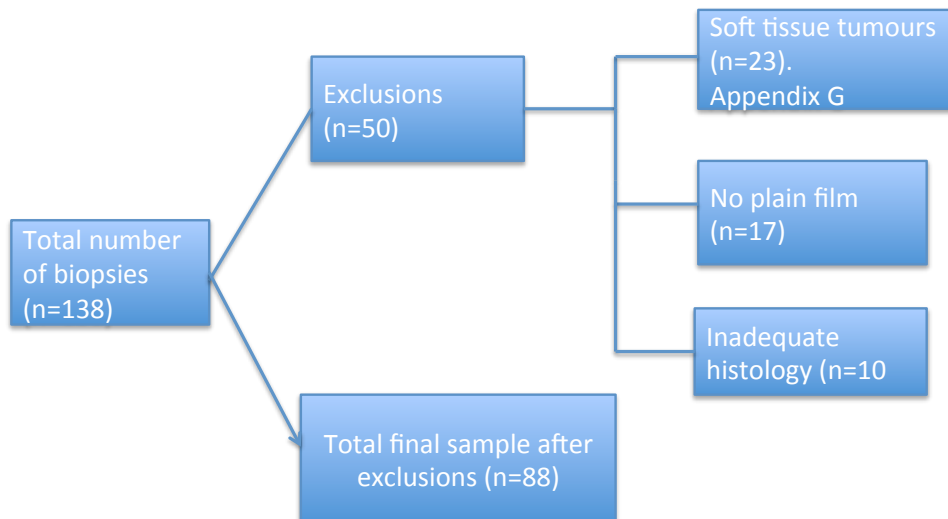 Total number
of biopsies
(n=138)
Exclusions
(n=50)
Soft tissue tumours
(n=23).
Appendix G
No plain film
(n=17)
Inadequate
histology (n=10
Total final sample after
exclusions (n=88)